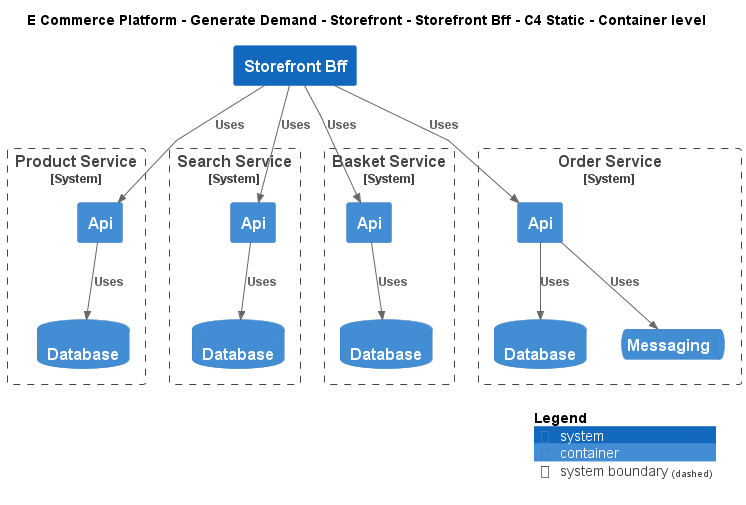 E Commerce Platform - Generate Demand - Storefront - Storefront Bff - C4 Static - Container level
Storefront Bff
Uses
Uses
Uses
Uses
Product Service
[System]
Search Service
[System]
Basket Service
[System]
Order Service
[System]
Api
Api
Api
Api
Uses
Uses
Uses
Uses
Uses
Database
Database
Database
Database
Messaging
Legend
system
container
system boundary (dashed)